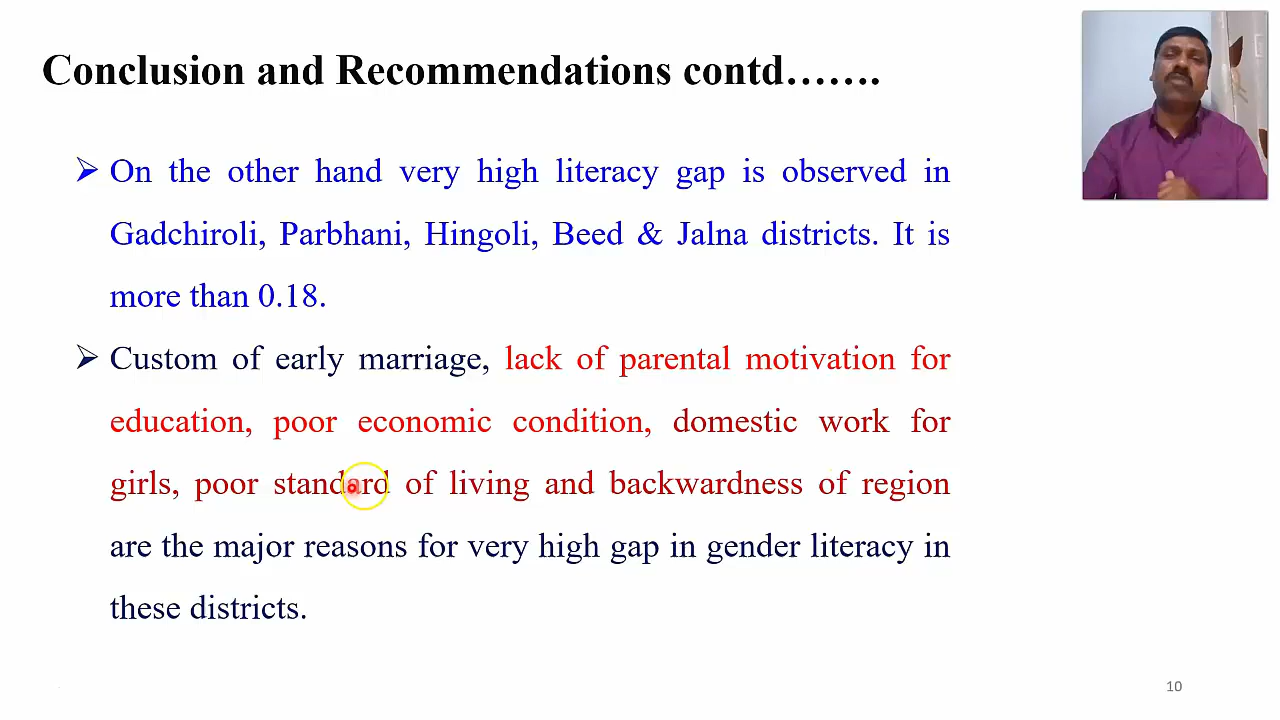 Conclusion and Recommendations contd…….
➢ On the other hand very high literacy gap is observed in
Gadchiroli, Parbhani, Hingoli, Beed & Jalna districts. It is
more than 0.18.
➢ Custom of early marriage, lack of parental motivation for
education, poor economic condition, domestic work for
girls, poor standard of living and backwardness of region
are the major reasons for very high gap in gender literacy in
these districts.
10